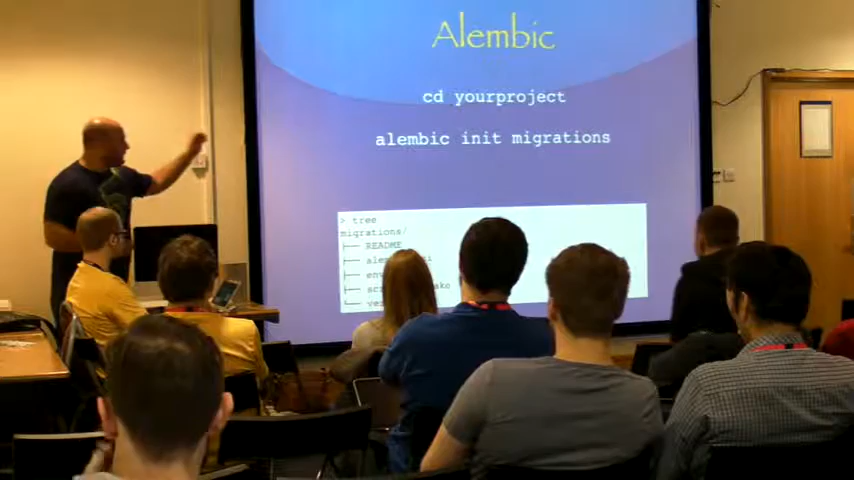 Alembic
cd yourproject
alembic init migrations
> tree
migrations/
├── README
├──
├──
├──
└──